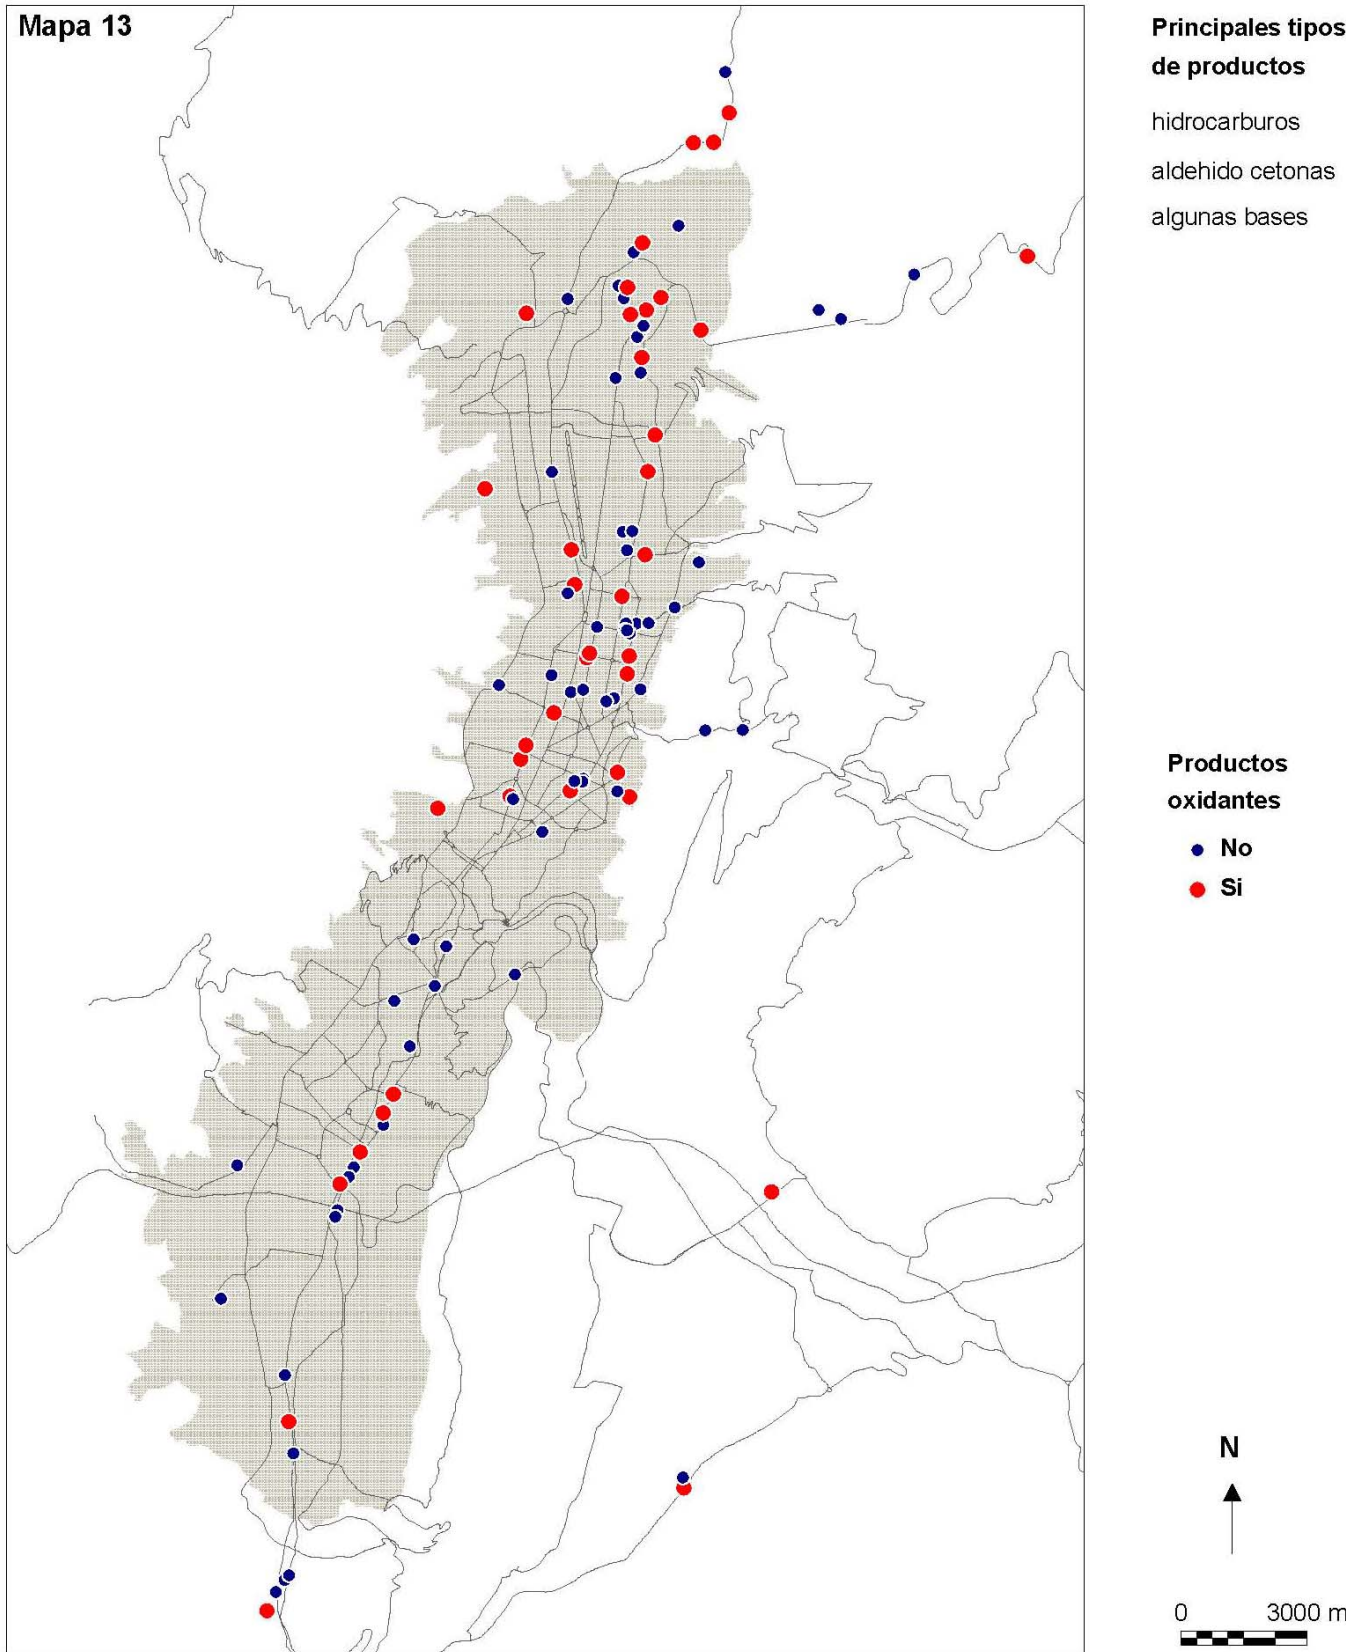 Mapa 13
Principales tipos
de productos
hidrocarburos
aldehido cetonas
algunas bases
Productos
oxidantes
No
Si
N
0 3000 m